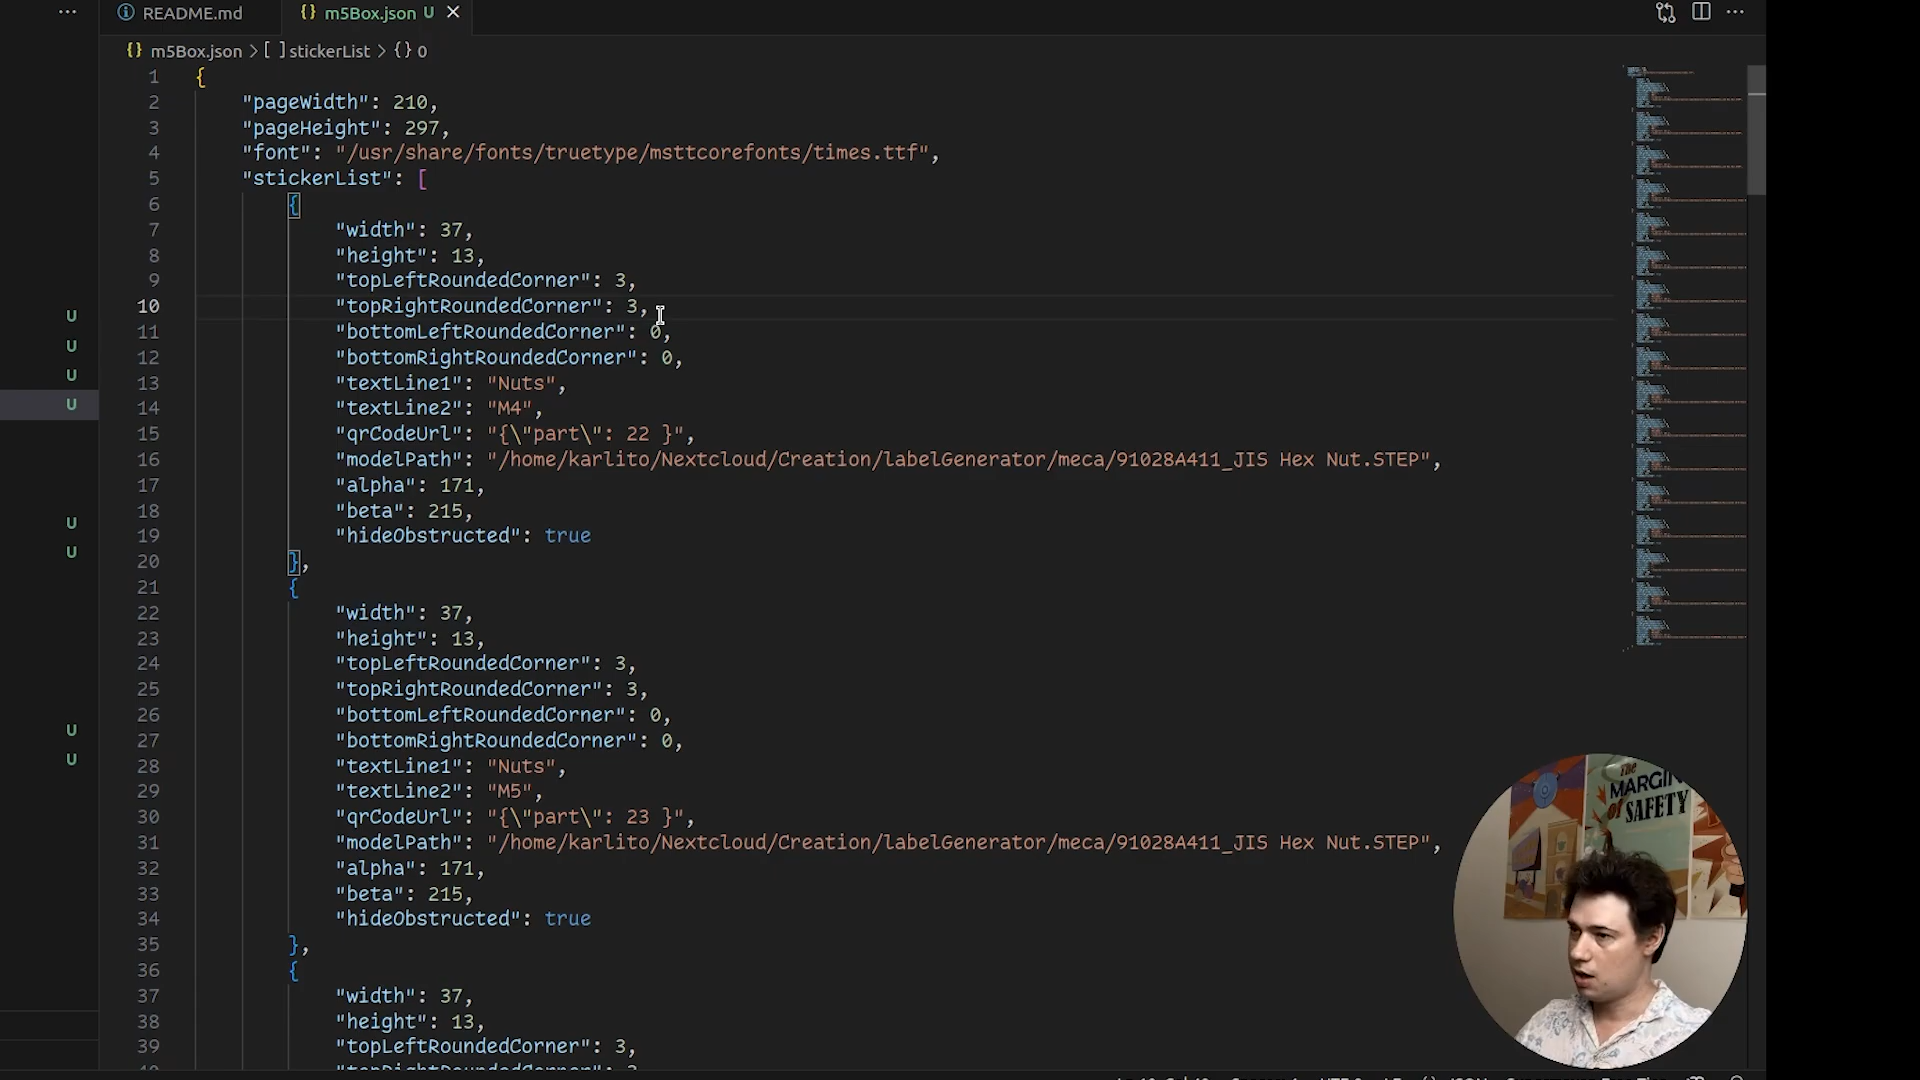 README.md
{} m5Box.json U
{} m5Box.json > [ ] stickerList > {} 0
1 {
2 "pageWidth": 210,
3 "pageHeight": 297,
4 "font": "/usr/share/fonts/truetype/msttcorefonts/times.ttf",
5 "stickerList": [
6 {
7 "width": 37,
8 "height": 13,
9 "topLeftRoundedCorner": 3,
10 "topRightRoundedCorner": 3,
11 "bottomLeftRoundedCorner": 0,
12 "bottomRightRoundedCorner": 0,
13 "textLine1": "Nuts",
14 "textLine2": "M4",
15 "qrCodeUrl": "{\"part\": 22 }",
16 "modelPath": "/home/karlito/Nextcloud/Creation/labelGenerator/meca/91028A411_JIS Hex Nut.STEP",
17 "alpha": 171,
18 "beta": 215,
19 "hideObstructed": true
20 },
21 {
22 "width": 37,
23 "height": 13,
24 "topLeftRoundedCorner": 3,
25 "topRightRoundedCorner": 3,
26 "bottomLeftRoundedCorner": 0,
27 "bottomRightRoundedCorner": 0,
28 "textLine1": "Nuts",
29 "textLine2": "M5",
30 "qrCodeUrl": "{\"part\": 23 }",
31 "modelPath": "/home/karlito/Nextcloud/Creation/labelGenerator/meca/91028A411_JIS Hex Nut.STEP",
32 "alpha": 171,
33 "beta": 215,
34 "hideObstructed": true
35 },
36 {
37 "width": 37,
38 "height": 13,
39 "topLeftRoundedCorner": 3,
U
U
U
U
U
U
U
U
The
MARGIN
of SAFETY